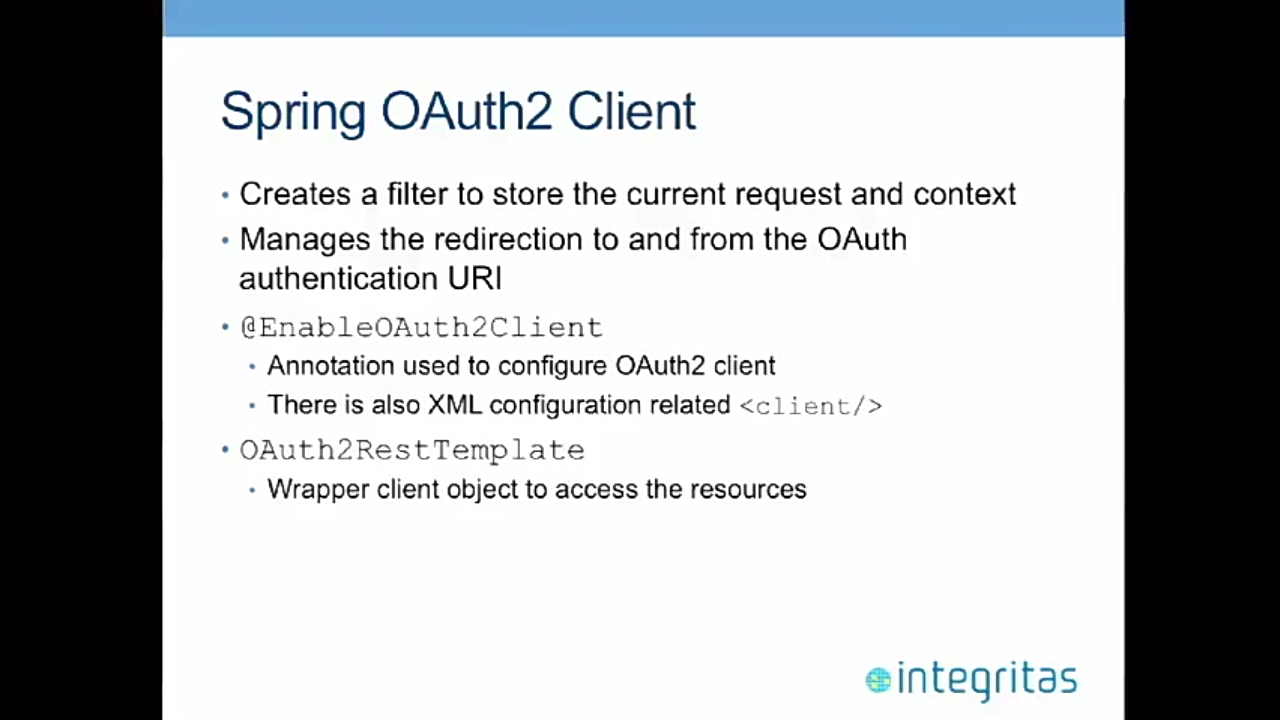 Spring OAuth2 Client
• Creates a filter to store the current request and context
• Manages the redirection to and from the OAuth
authentication URI
• @EnableOAuth2Client
• Annotation used to configure OAuth2 client
• There is also XML configuration related <client/>
• OAuth2RestTemplate
• Wrapper client object to access the resources
integritas